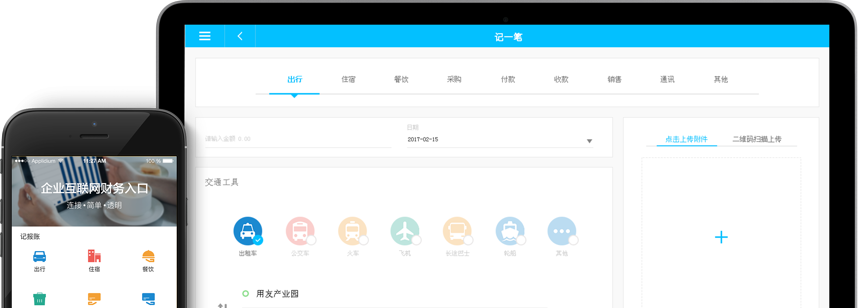 记一笔
出行 住宿 餐饮 采购 付款 收款 销售 通讯 其他
请输入金额 0.00
日期
2017-02-15
点击上传附件 二维码扫描上传
交通工具
出租车 公交车 火车 飞机 长途巴士 轮船 其他
用友产业园
Applidium 11:27 AM 100 %
企业互联网财务入口
连接•简单•透明
记报账
出行 住宿 餐饮